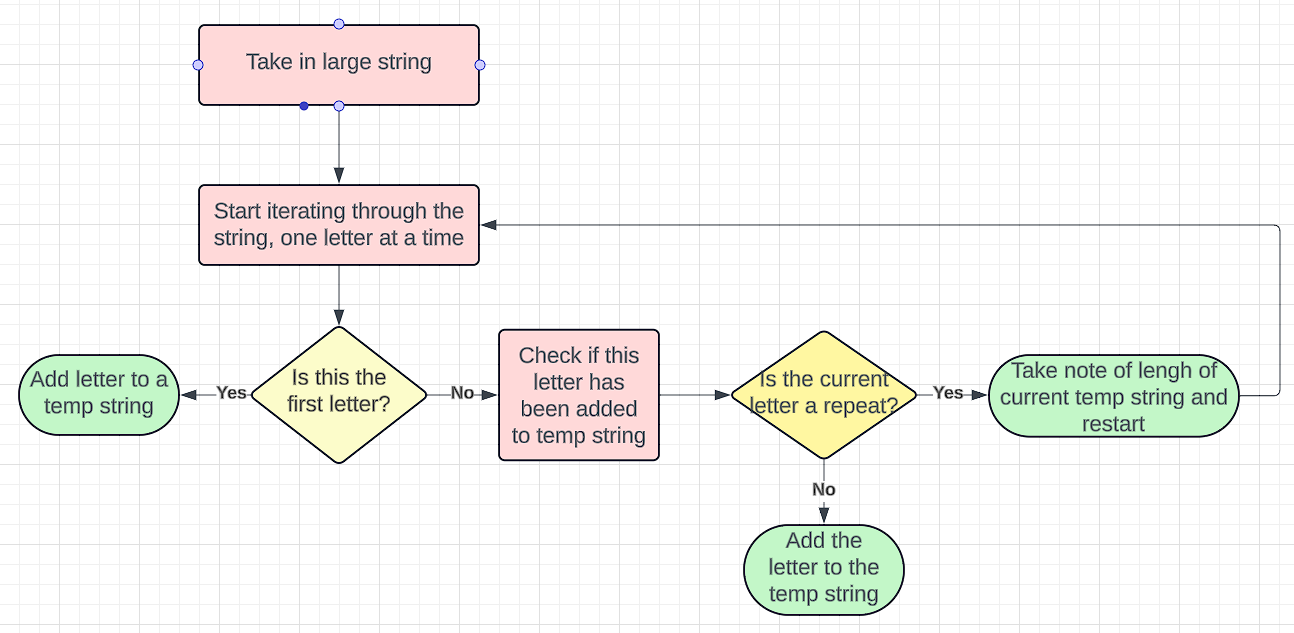 Take in large string
Start iterating through the
string, one letter at a time
Add letter to a
temp string
Yes
Is this the
first letter?
No
Check if this
letter has
been added
to temp string
Is the current
letter a repeat?
Yes
Take note of lengh of
current temp string and
restart
No
Add the
letter to the
temp string